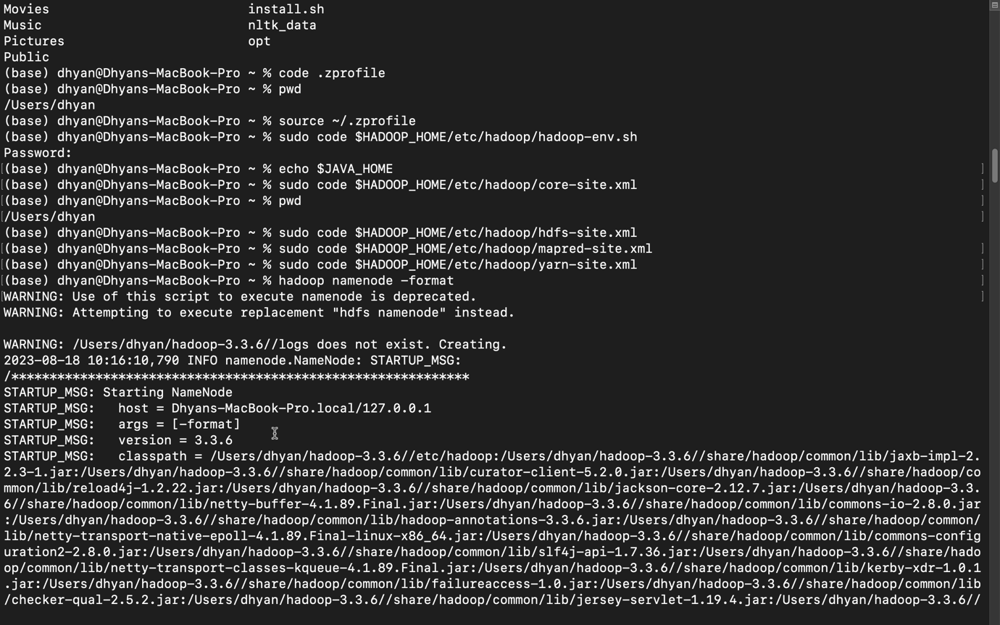 Movies install.sh
Music nltk_data
Pictures opt
Public
(base) dhyan@Dhyans-MacBook-Pro ~ % code .zprofile
(base) dhyan@Dhyans-MacBook-Pro ~ % pwd
/Users/dhyan
(base) dhyan@Dhyans-MacBook-Pro ~ % source ~/.zprofile
(base) dhyan@Dhyans-MacBook-Pro ~ % sudo code $HADOOP_HOME/etc/hadoop/hadoop-env.sh
Password:
[(base) dhyan@Dhyans-MacBook-Pro ~ % echo $JAVA_HOME ]
[(base) dhyan@Dhyans-MacBook-Pro ~ % sudo code $HADOOP_HOME/etc/hadoop/core-site.xml ]
[(base) dhyan@Dhyans-MacBook-Pro ~ % pwd ]
[/Users/dhyan ]
(base) dhyan@Dhyans-MacBook-Pro ~ % sudo code $HADOOP_HOME/etc/hadoop/hdfs-site.xml
[(base) dhyan@Dhyans-MacBook-Pro ~ % sudo code $HADOOP_HOME/etc/hadoop/mapred-site.xml ]
[(base) dhyan@Dhyans-MacBook-Pro ~ % sudo code $HADOOP_HOME/etc/hadoop/yarn-site.xml ]
[(base) dhyan@Dhyans-MacBook-Pro ~ % hadoop namenode -format ]
[WARNING: Use of this script to execute namenode is deprecated. ]
WARNING: Attempting to execute replacement "hdfs namenode" instead.
WARNING: /Users/dhyan/hadoop-3.3.6//logs does not exist. Creating.
2023-08-18 10:16:10,790 INFO namenode.NameNode: STARTUP_MSG:
/************************************************************
STARTUP_MSG: Starting NameNode
STARTUP_MSG:   host = Dhyans-MacBook-Pro.local/127.0.0.1
STARTUP_MSG:   args = [-format]
STARTUP_MSG:   version = 3.3.6
STARTUP_MSG:   classpath = /Users/dhyan/hadoop-3.3.6//etc/hadoop:/Users/dhyan/hadoop-3.3.6//share/hadoop/common/lib/jaxb-impl-2.
2.3-1.jar:/Users/dhyan/hadoop-3.3.6//share/hadoop/common/lib/curator-client-5.2.0.jar:/Users/dhyan/hadoop-3.3.6//share/hadoop/co
mmon/lib/reload4j-1.2.22.jar:/Users/dhyan/hadoop-3.3.6//share/hadoop/common/lib/jackson-core-2.12.7.jar:/Users/dhyan/hadoop-3.3.
6//share/hadoop/common/lib/netty-buffer-4.1.89.Final.jar:/Users/dhyan/hadoop-3.3.6//share/hadoop/common/lib/commons-io-2.8.0.jar
:/Users/dhyan/hadoop-3.3.6//share/hadoop/common/lib/hadoop-annotations-3.3.6.jar:/Users/dhyan/hadoop-3.3.6//share/hadoop/common/
lib/netty-transport-native-epoll-4.1.89.Final-linux-x86_64.jar:/Users/dhyan/hadoop-3.3.6//share/hadoop/common/lib/commons-config
uration2-2.8.0.jar:/Users/dhyan/hadoop-3.3.6//share/hadoop/common/lib/slf4j-api-1.7.36.jar:/Users/dhyan/hadoop-3.3.6//share/hado
op/common/lib/netty-transport-classes-kqueue-4.1.89.Final.jar:/Users/dhyan/hadoop-3.3.6//share/hadoop/common/lib/kerby-xdr-1.0.1
.jar:/Users/dhyan/hadoop-3.3.6//share/hadoop/common/lib/failureaccess-1.0.jar:/Users/dhyan/hadoop-3.3.6//share/hadoop/common/lib
/checker-qual-2.5.2.jar:/Users/dhyan/hadoop-3.3.6//share/hadoop/common/lib/jersey-servlet-1.19.4.jar:/Users/dhyan/hadoop-3.3.6//